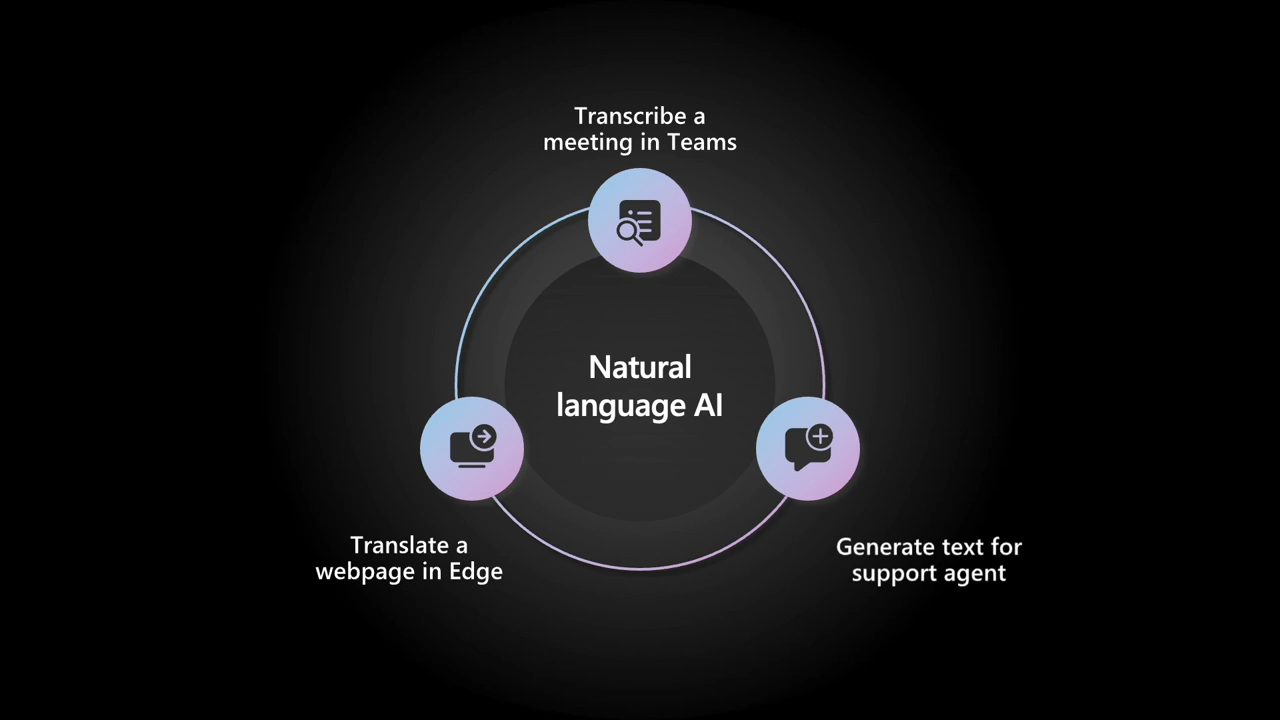 Transcribe a
meeting in Teams
Natural
language AI
Translate a
webpage in Edge
Generate text for
support agent